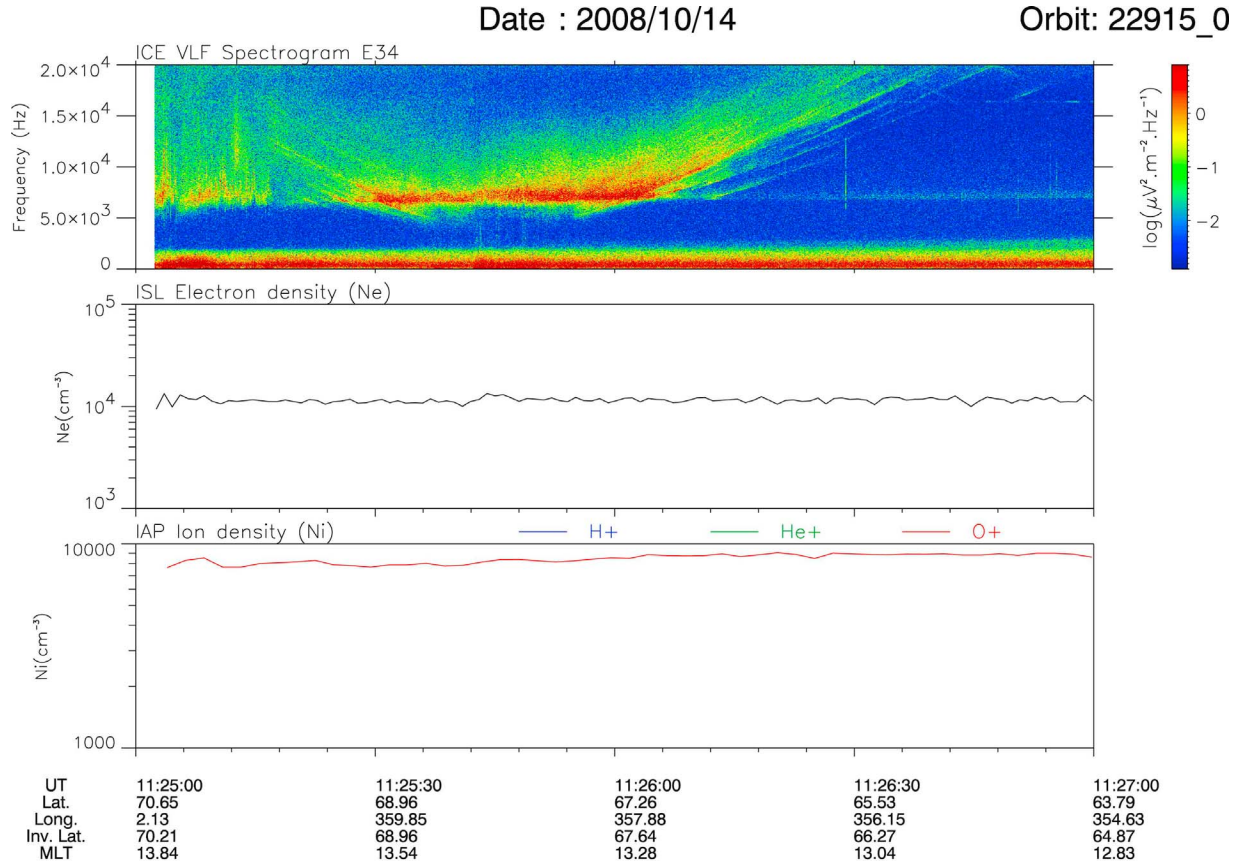 Date : 2008/10/14 Orbit: 22915_0
ICE VLF Spectrogram E34
2.0×10⁴
1.5×10⁴
1.0×10⁴
5.0×10³
0
Frequency (Hz)
0
−1
−2
log(μV².m⁻².Hz⁻¹)
ISL Electron density (Ne)
10⁵
10⁴
10³
Ne(cm⁻³)
IAP Ion density (Ni) H+ He+ O+
10000
1000
Ni(cm⁻³)
UT 11:25:00 11:25:30 11:26:00 11:26:30 11:27:00
Lat. 70.65 68.96 67.26 65.53 63.79
Long. 2.13 359.85 357.88 356.15 354.63
Inv. Lat. 70.21 68.96 67.64 66.27 64.87
MLT 13.84 13.54 13.28 13.04 12.83